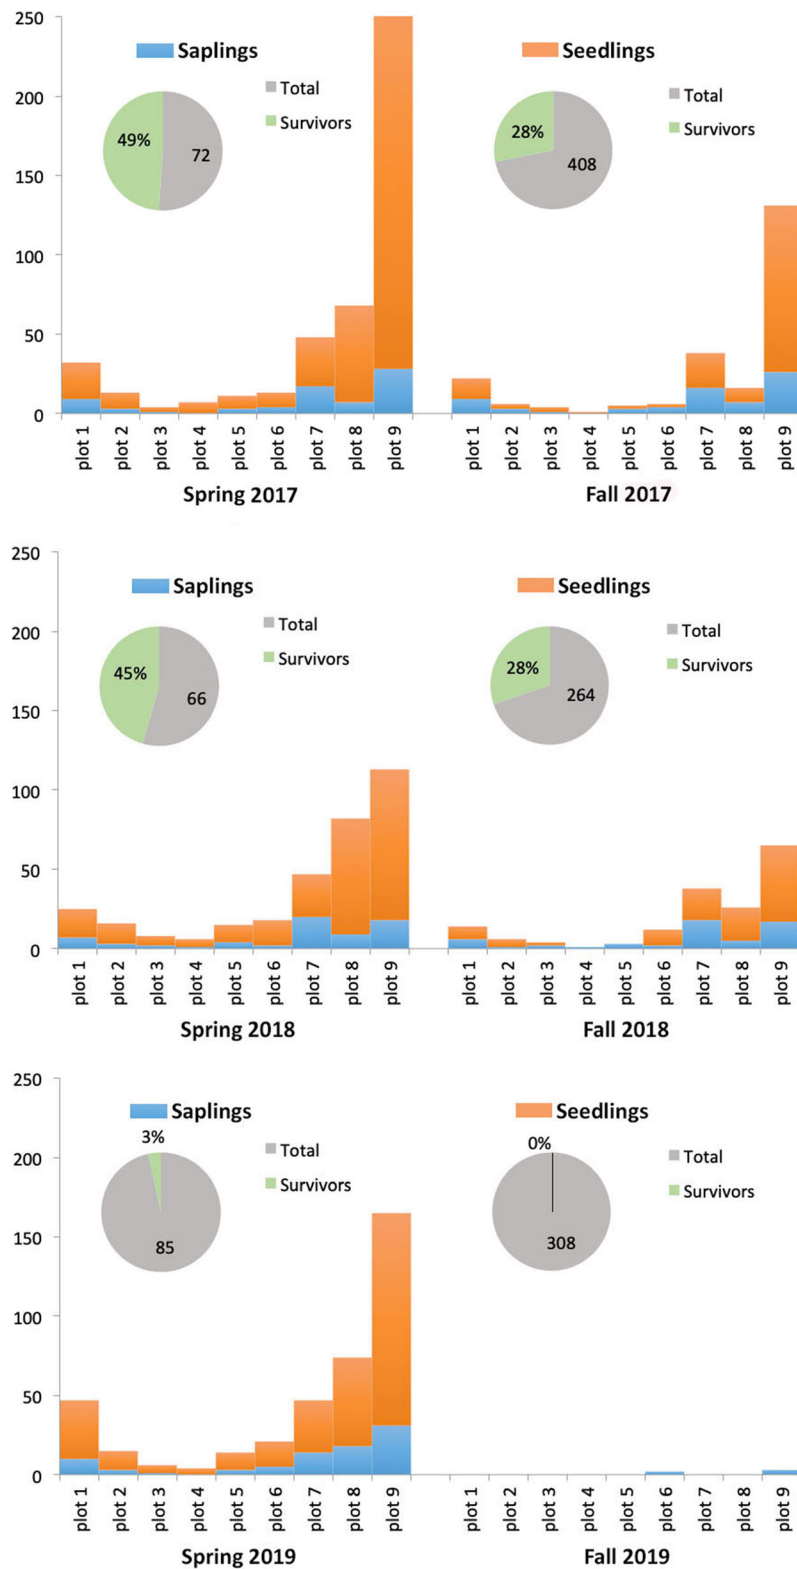 250
Saplings
Seedlings
Total
Survivors
49%
72
Total
Survivors
28%
408
200
150
100
50
0
plot 1
plot 2
plot 3
plot 4
plot 5
plot 6
plot 7
plot 8
plot 9
plot 1
plot 2
plot 3
plot 4
plot 5
plot 6
plot 7
plot 8
plot 9
Spring 2017
Fall 2017
250
Saplings
Seedlings
Total
Survivors
45%
66
Total
Survivors
28%
264
200
150
100
50
0
plot 1
plot 2
plot 3
plot 4
plot 5
plot 6
plot 7
plot 8
plot 9
plot 1
plot 2
plot 3
plot 4
plot 5
plot 6
plot 7
plot 8
plot 9
Spring 2018
Fall 2018
250
Saplings
Seedlings
3%
Total
Survivors
85
0%
Total
Survivors
308
200
150
100
50
0
plot 1
plot 2
plot 3
plot 4
plot 5
plot 6
plot 7
plot 8
plot 9
plot 1
plot 2
plot 3
plot 4
plot 5
plot 6
plot 7
plot 8
plot 9
Spring 2019
Fall 2019